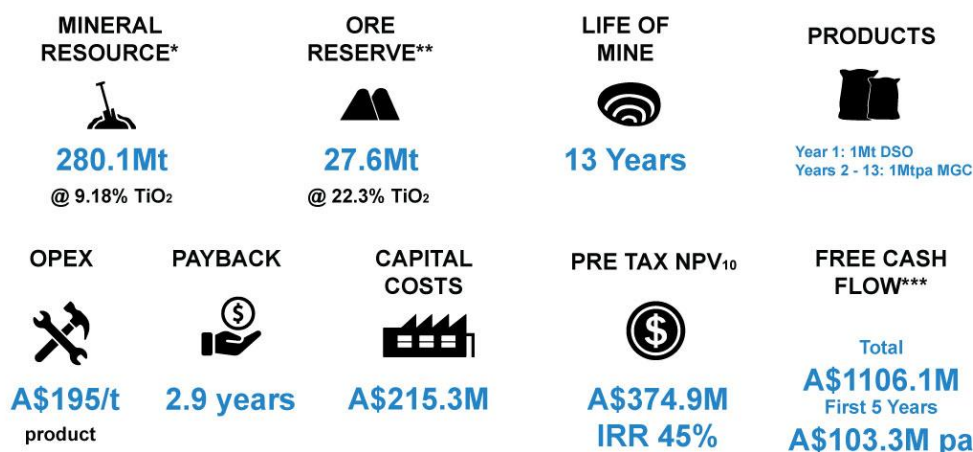 MINERAL
RESOURCE*
280.1Mt
@ 9.18% TiO₂
ORE
RESERVE**
27.6Mt
@ 22.3% TiO₂
LIFE OF
MINE
13 Years
PRODUCTS
Year 1: 1Mt DSO
Years 2 - 13: 1Mtpa MGC
OPEX
A$195/t
product
PAYBACK
$
2.9 years
CAPITAL
COSTS
A$215.3M
PRE TAX NPV₁₀
$
A$374.9M
IRR 45%
FREE CASH
FLOW***
Total
A$1106.1M
First 5 Years
A$103.3M pa